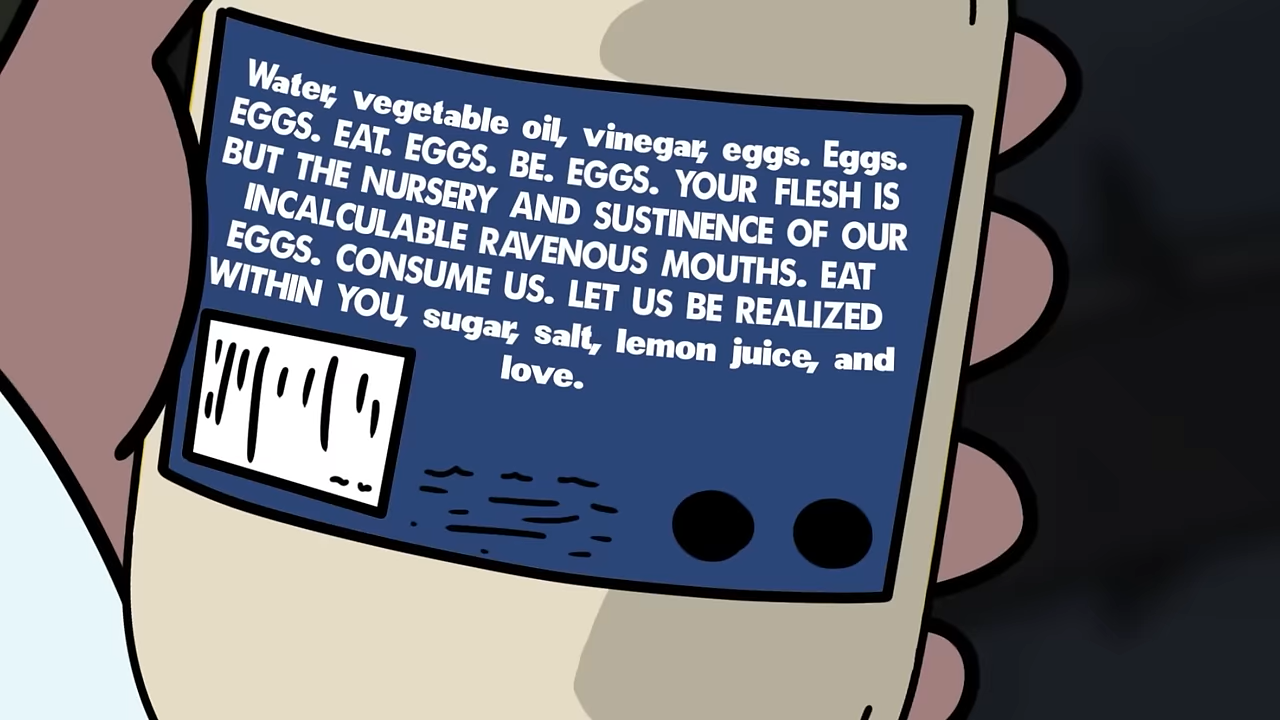 Water, vegetable oil, vinegar, eggs. Eggs.
EGGS. EAT. EGGS. BE. EGGS. YOUR FLESH IS
BUT THE NURSERY AND SUSTINENCE OF OUR
INCALCULABLE RAVENOUS MOUTHS. EAT
EGGS. CONSUME US. LET US BE REALIZED
WITHIN YOU, sugar, salt, lemon juice, and
love.